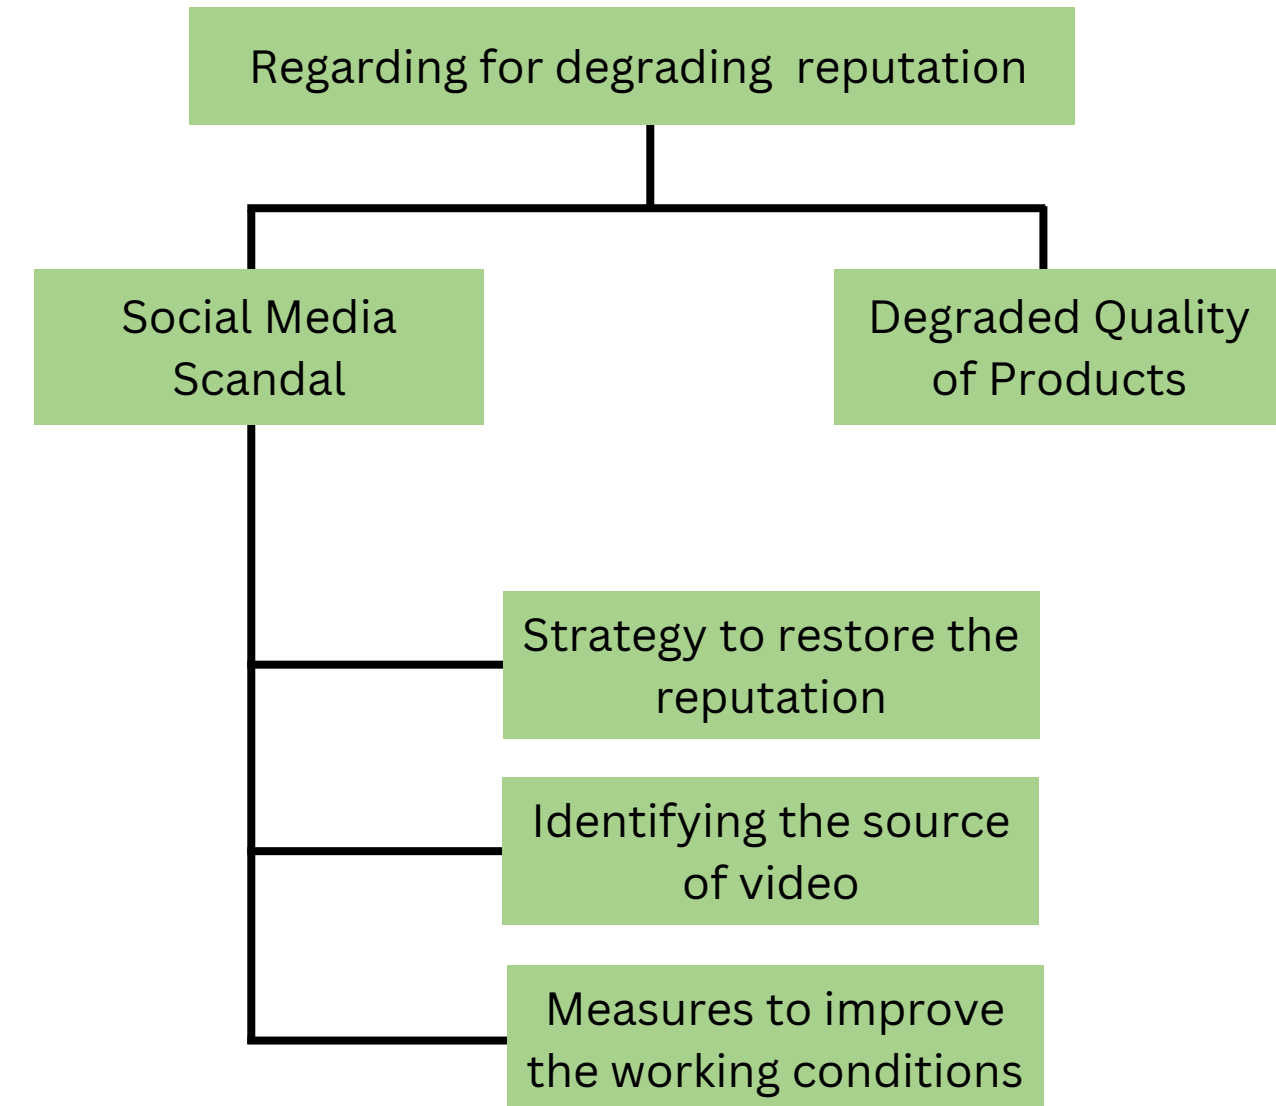 Regarding for degrading  reputation
Social Media
Scandal
Degraded Quality
of Products
Strategy to restore the
reputation
Identifying the source
of video
Measures to improve
the working conditions